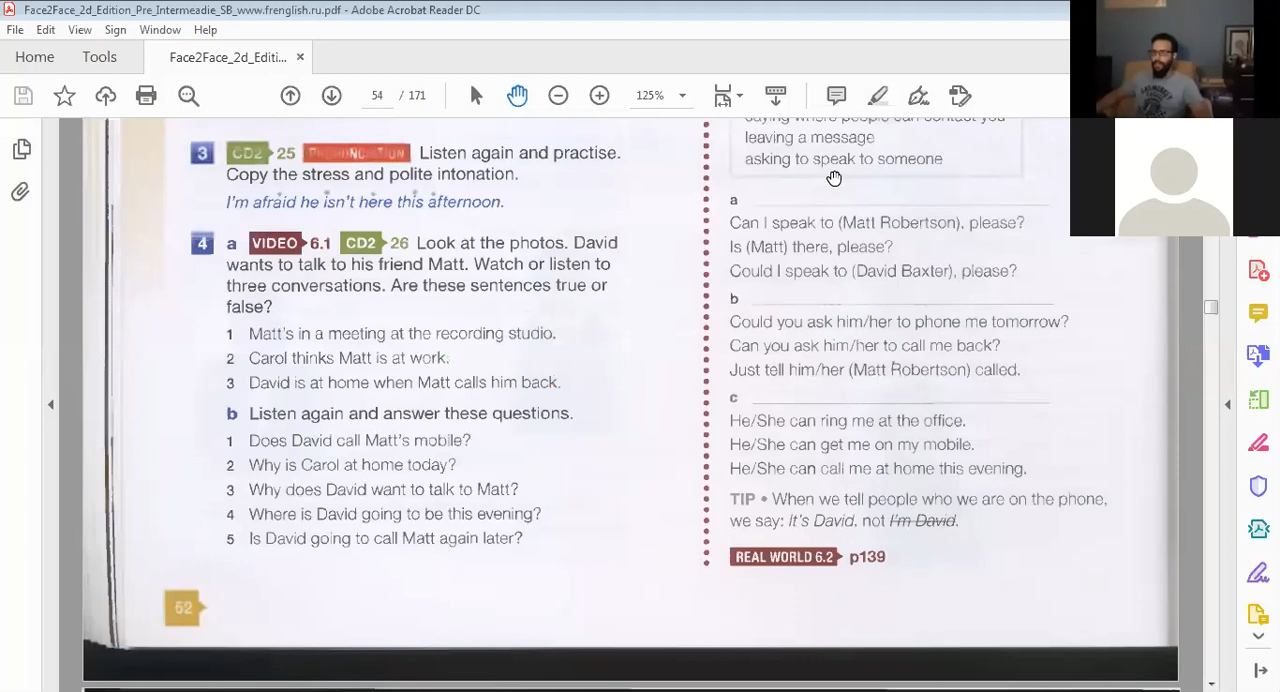 Face2Face_2d_Edition_Pre_Intermeadie_SB_www.frenglish.ru.pdf - Adobe Acrobat Reader DC
File Edit View Sign Window Help
Home Tools Face2Face_2d_Editi... ×
54 / 171 125%
3 CD2 25 PRONUNCIATION Listen again and practise.
Copy the stress and polite intonation.
I'm afraid he isn't here this afternoon.
4 a VIDEO 6.1 CD2 26 Look at the photos. David
wants to talk to his friend Matt. Watch or listen to
three conversations. Are these sentences true or
false?
1 Matt's in a meeting at the recording studio.
2 Carol thinks Matt is at work.
3 David is at home when Matt calls him back.
b Listen again and answer these questions.
1 Does David call Matt's mobile?
2 Why is Carol at home today?
3 Why does David want to talk to Matt?
4 Where is David going to be this evening?
5 Is David going to call Matt again later?
52
saying where people can contact you
leaving a message
asking to speak to someone
a
Can I speak to (Matt Robertson), please?
Is (Matt) there, please?
Could I speak to (David Baxter), please?
b
Could you ask him/her to phone me tomorrow?
Can you ask him/her to call me back?
Just tell him/her (Matt Robertson) called.
c
He/She can ring me at the office.
He/She can get me on my mobile.
He/She can call me at home this evening.
TIP • When we tell people who we are on the phone,
we say: It's David. not I'm David.
REAL WORLD 6.2 p139